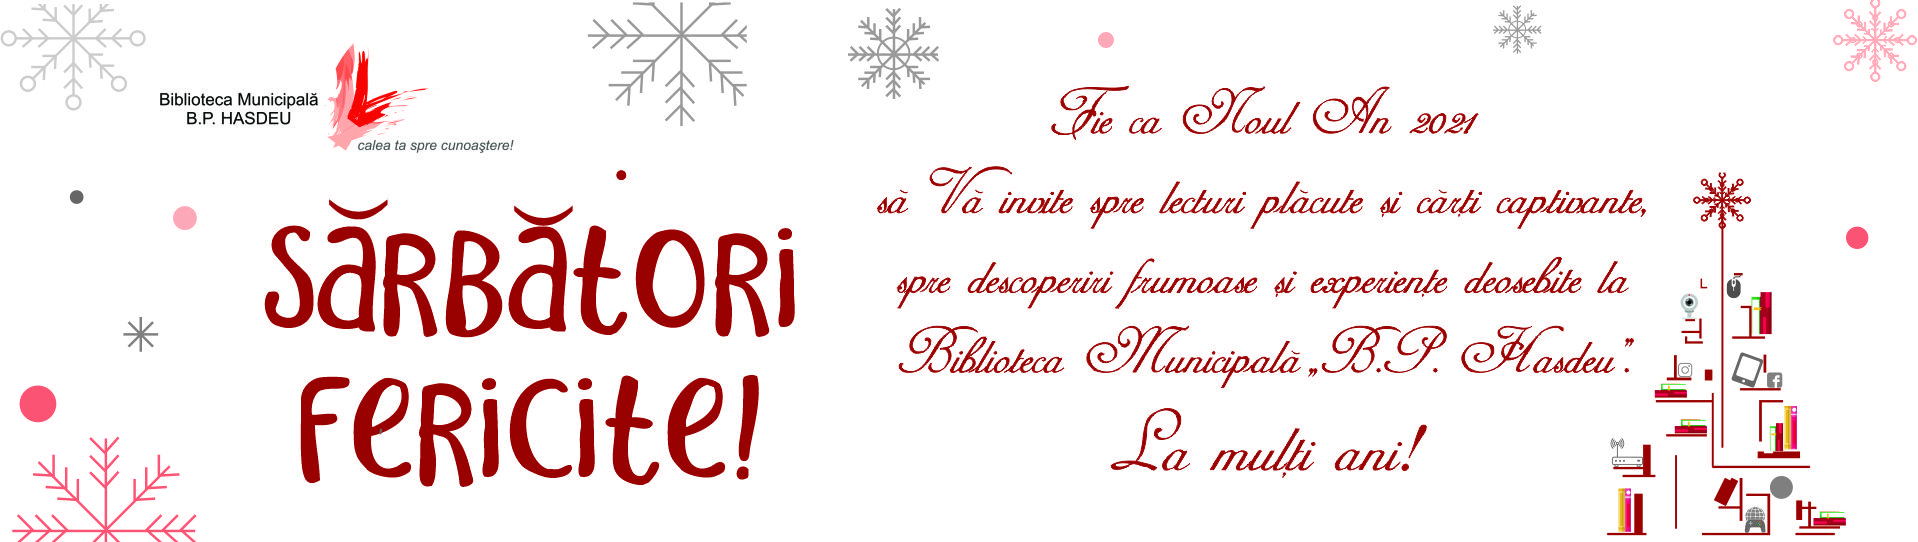 Biblioteca Municipală
B.P. HASDEU
calea ta spre cunoaştere!
SĂRBĂTORI
FERICITE!
Fie ca Noul An 2021
să Vă invite spre lecturi plăcute și cărți captivante,
spre descoperiri frumoase și experiențe deosebite la
Biblioteca Municipală „B.P. Hasdeu”.
La mulți ani!